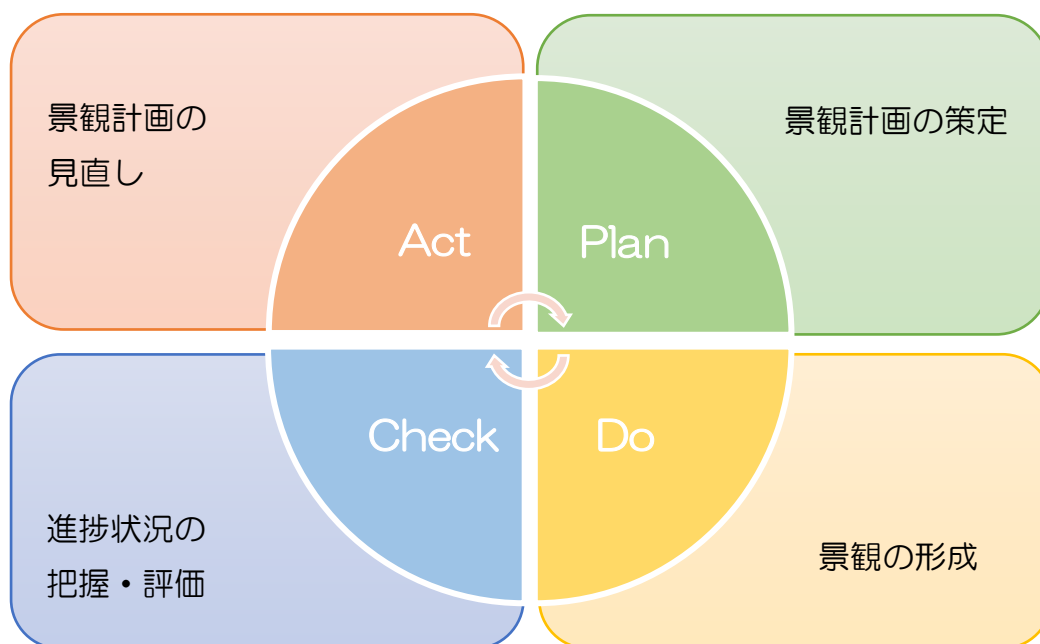 景観計画の
見直し
景観計画の策定
Act
Plan
Check
Do
進捗状況の
把握・評価
景観の形成